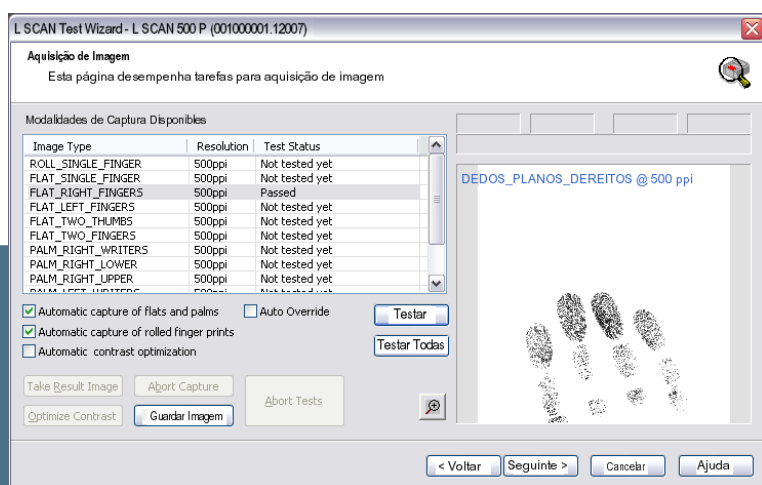 L SCAN Test Wizard - L SCAN 500 P (001000001.12007)
Aquisição de Imagem
Esta página desempenha tarefas para aquisição de imagem
Modalidades de Captura Disponibles
Image Type Resolution Test Status
ROLL_SINGLE_FINGER 500ppi Not tested yet
FLAT_SINGLE_FINGER 500ppi Not tested yet
FLAT_RIGHT_FINGERS 500ppi Passed
FLAT_LEFT_FINGERS 500ppi Not tested yet
FLAT_TWO_THUMBS 500ppi Not tested yet
FLAT_TWO_FINGERS 500ppi Not tested yet
PALM_RIGHT_WRITERS 500ppi Not tested yet
PALM_RIGHT_LOWER 500ppi Not tested yet
PALM_RIGHT_UPPER 500ppi Not tested yet
PALM_LEFT_WRITERS 500ppi Not tested yet
DEDOS_PLANOS_DEREITOS @ 500 ppi
Automatic capture of flats and palms Auto Override
Testar
Automatic capture of rolled finger prints
Automatic contrast optimization
Testar Todas
Take Result Image Abort Capture
Abort Tests
Optimize Contrast Guardar Imagem
< Voltar Seguinte > Cancelar Ajuda